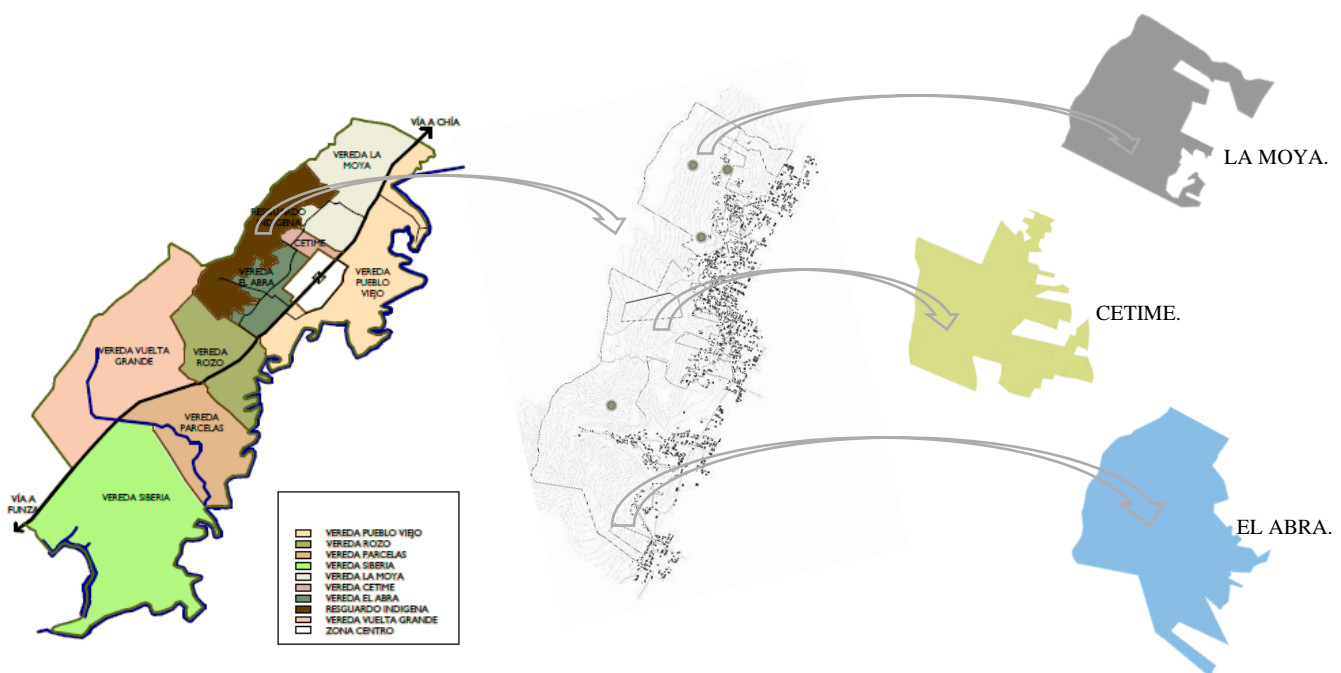 VÍA A CHÍA
VEREDA LA
MOYA
RESGUARDO
INDIGENA
CETIME
VEREDA
EL ABRA
VEREDA
PUEBLO
VIEJO
VEREDA VUELTA
GRANDE
VEREDA
ROZO
VEREDA
PARCELAS
VEREDA SIBERIA
VÍA A
FUNZA
VEREDA PUEBLO VIEJO
VEREDA ROZO
VEREDA PARCELAS
VEREDA SIBERIA
VEREDA LA MOYA
VEREDA CETIME
VEREDA EL ABRA
RESGUARDO INDIGENA
VEREDA VUELTA GRANDE
ZONA CENTRO
LA MOYA.
CETIME.
EL ABRA.